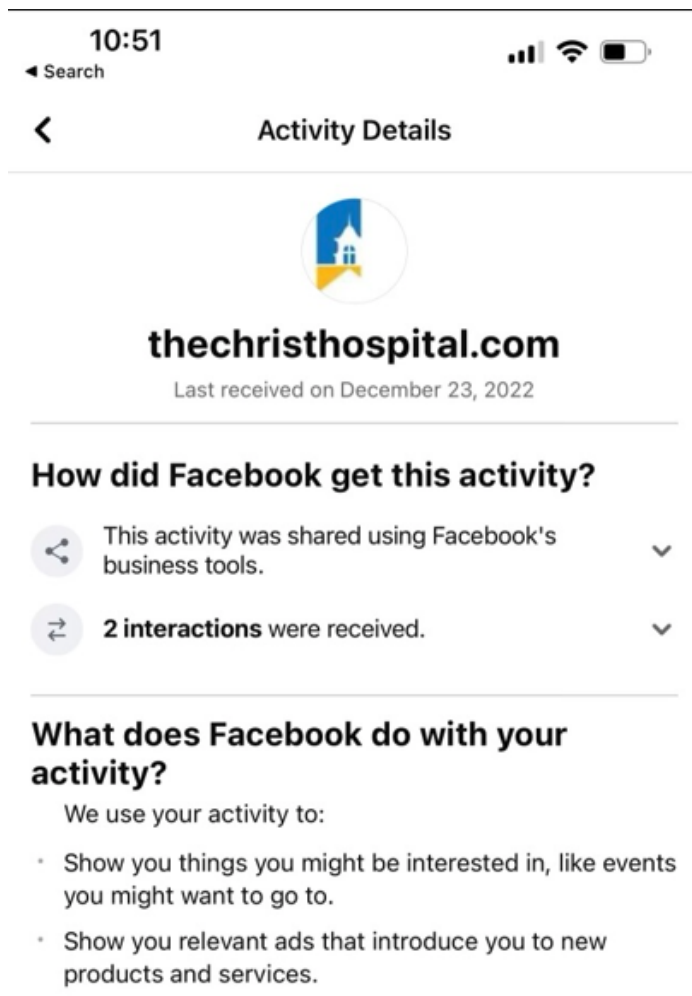 10:51
◀ Search
Activity Details
thechristhospital.com
Last received on December 23, 2022
How did Facebook get this activity?
This activity was shared using Facebook's
business tools.
2 interactions were received.
What does Facebook do with your
activity?
We use your activity to:
· Show you things you might be interested in, like events
you might want to go to.
· Show you relevant ads that introduce you to new
products and services.